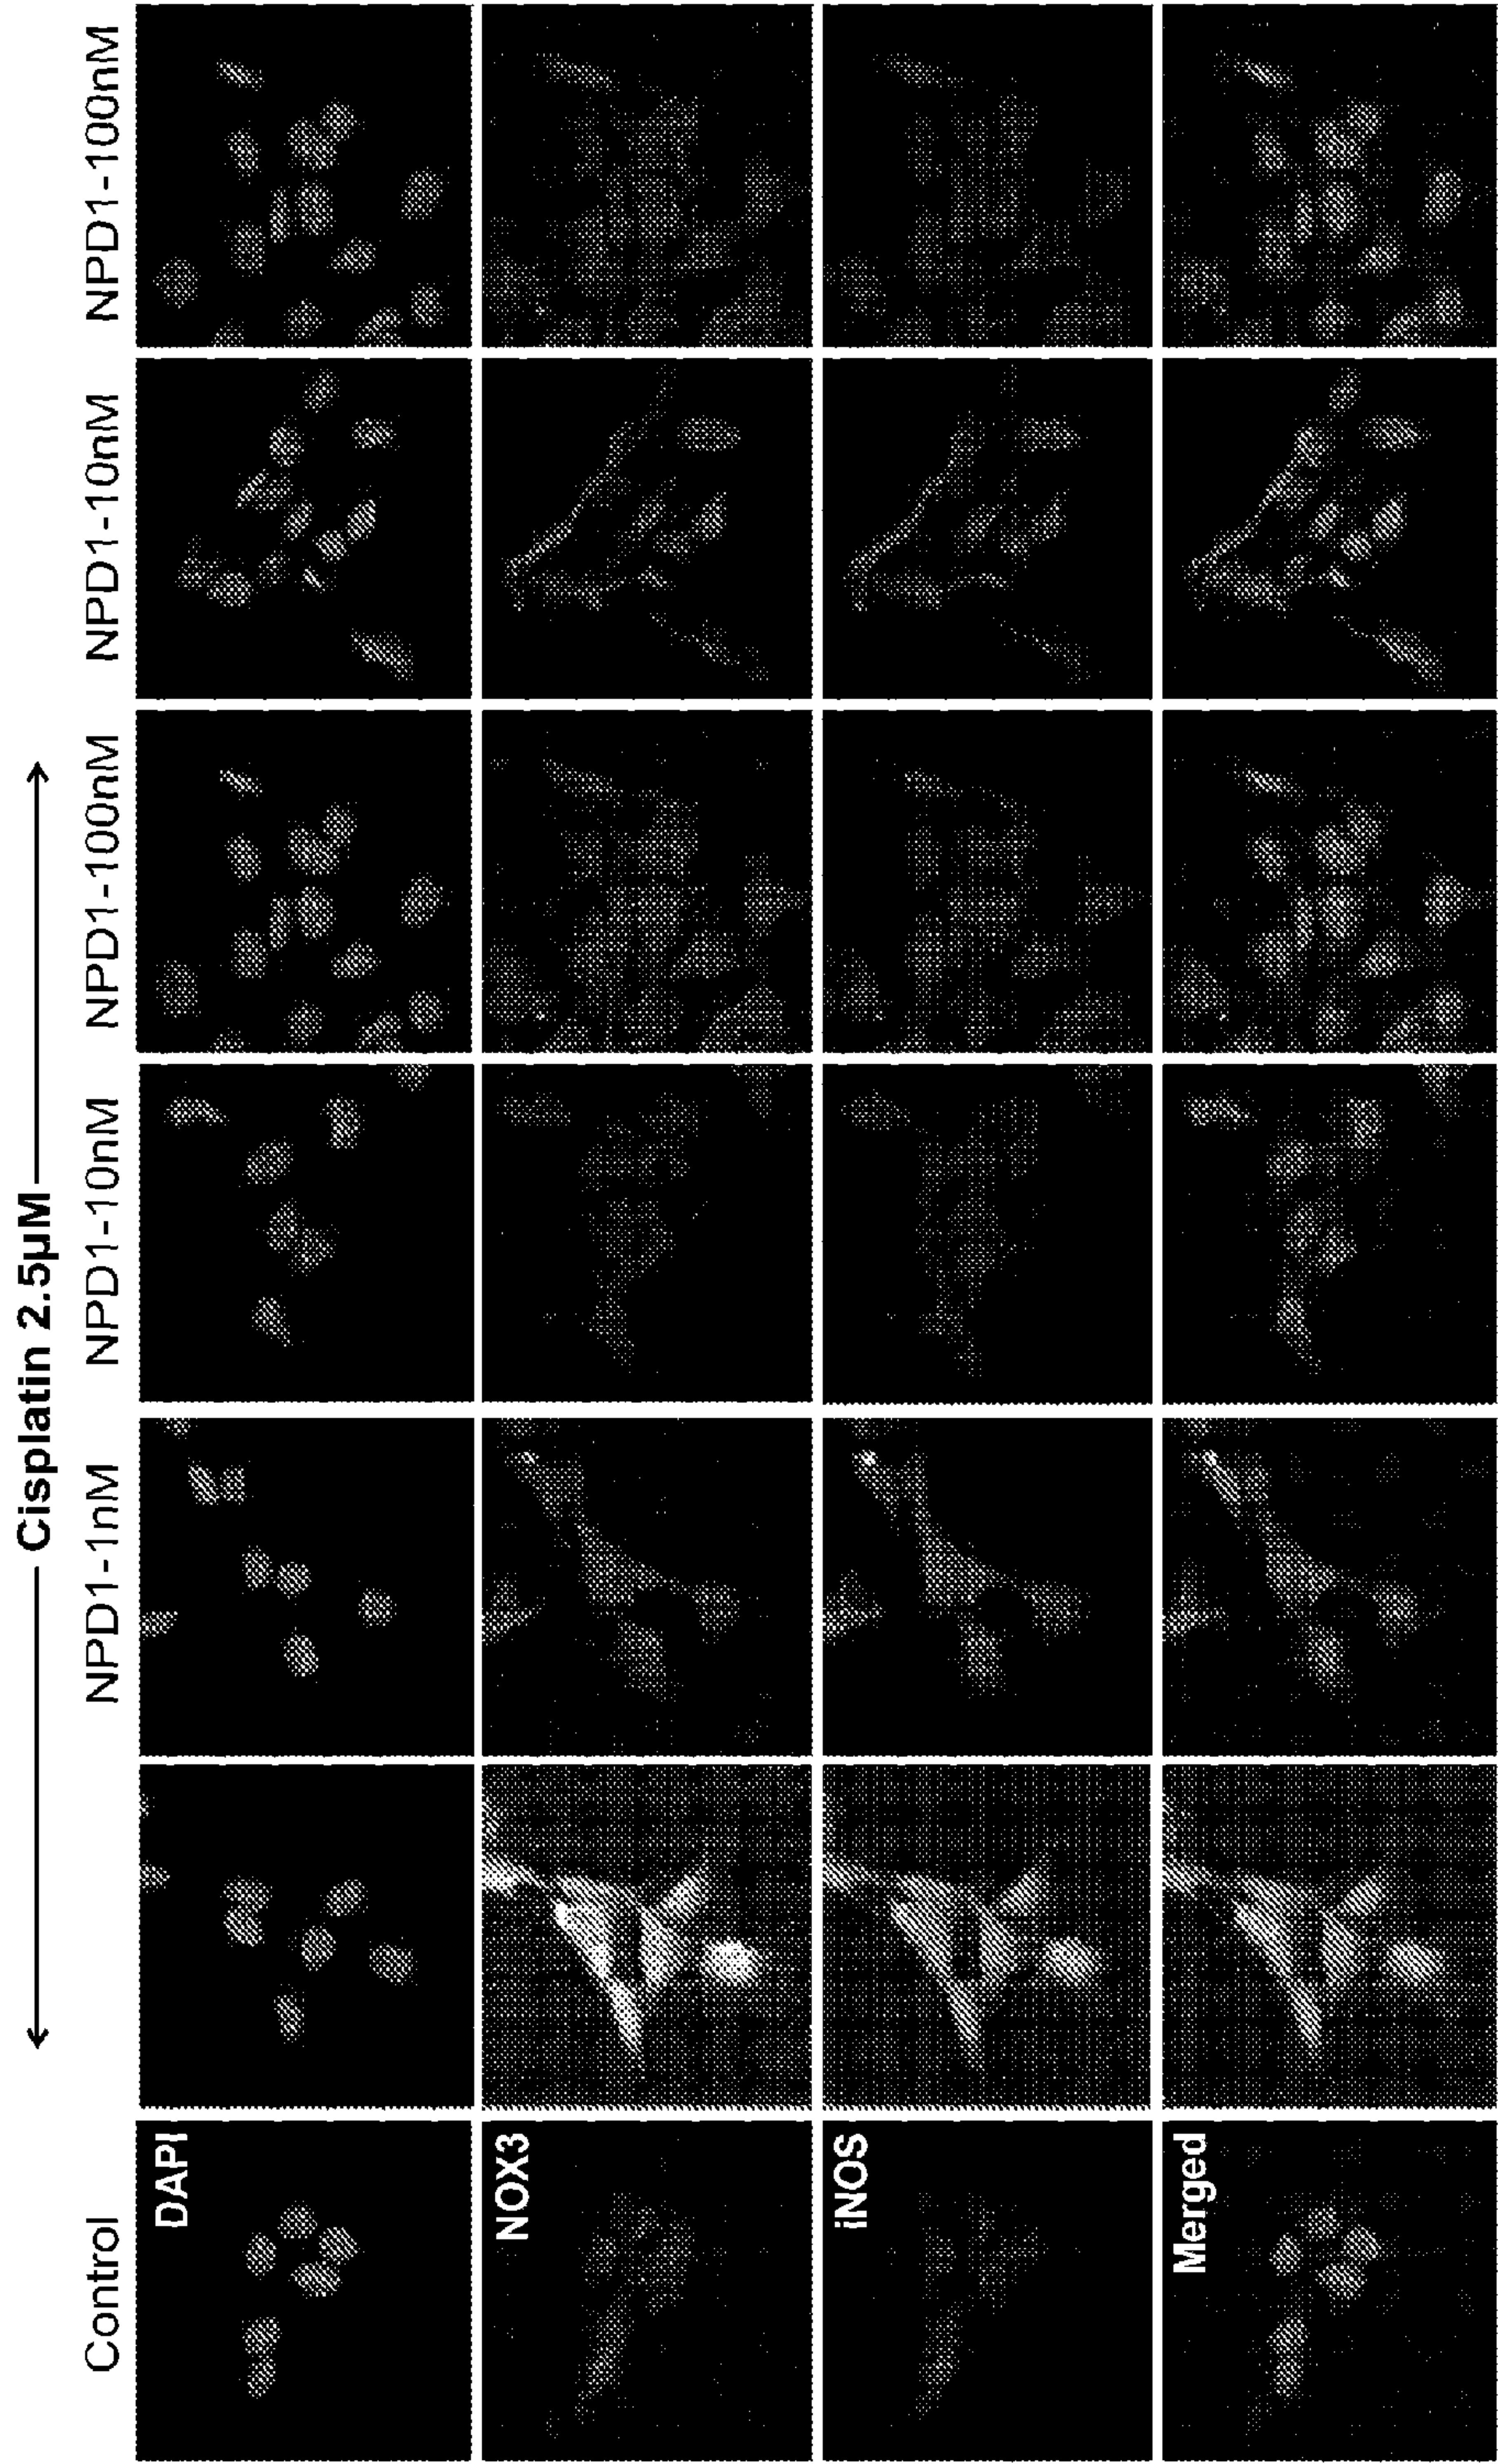 Cisplatin 2.5µM
Control
NPD1-1nM
NPD1-10nM
NPD1-100nM
NPD1-10nM
NPD1-100nM
DAPI
NOX3
iNOS
Merged